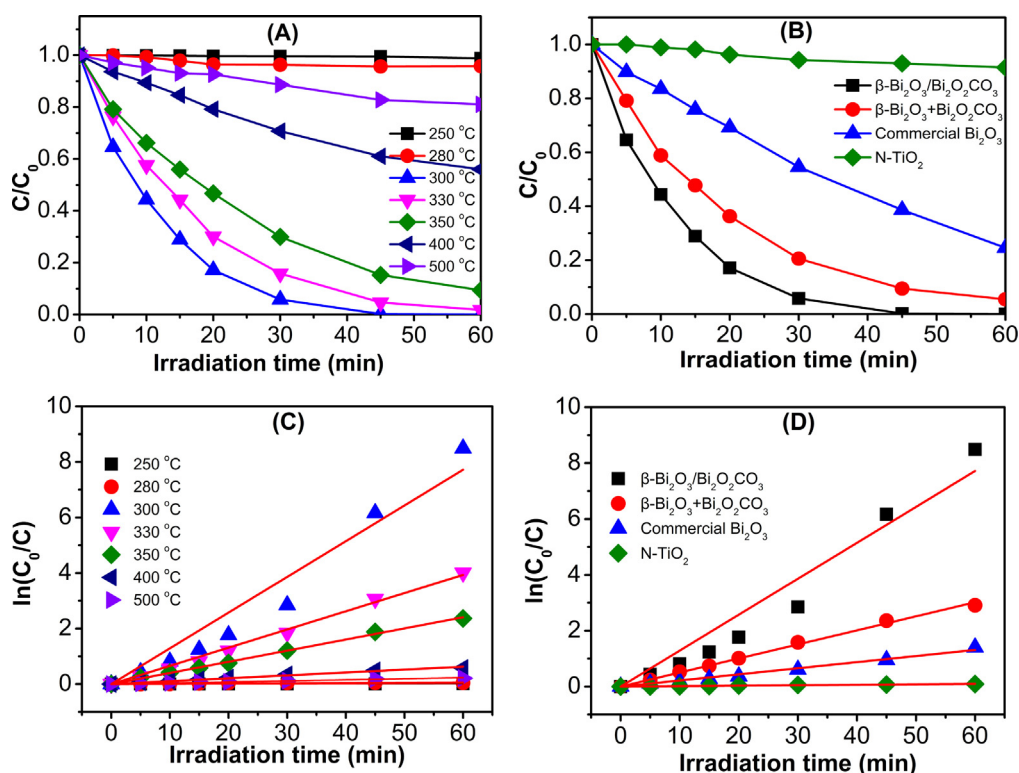 (A)
C/C₀
1.0
0.8
0.6
0.4
0.2
0.0
250 °C
280 °C
300 °C
330 °C
350 °C
400 °C
500 °C
0 10 20 30 40 50 60
Irradiation time (min)
(B)
C/C₀
1.0
0.8
0.6
0.4
0.2
0.0
β-Bi₂O₃/Bi₂O₂CO₃
β-Bi₂O₃+Bi₂O₂CO₃
Commercial Bi₂O₃
N-TiO₂
0 10 20 30 40 50 60
Irradiation time (min)
(C)
ln(C₀/C)
10
8
6
4
2
0
250 °C
280 °C
300 °C
330 °C
350 °C
400 °C
500 °C
0 10 20 30 40 50 60
Irradiation time (min)
(D)
ln(C₀/C)
10
8
6
4
2
0
β-Bi₂O₃/Bi₂O₂CO₃
β-Bi₂O₃+Bi₂O₂CO₃
Commercial Bi₂O₃
N-TiO₂
0 10 20 30 40 50 60
Irradiation time (min)